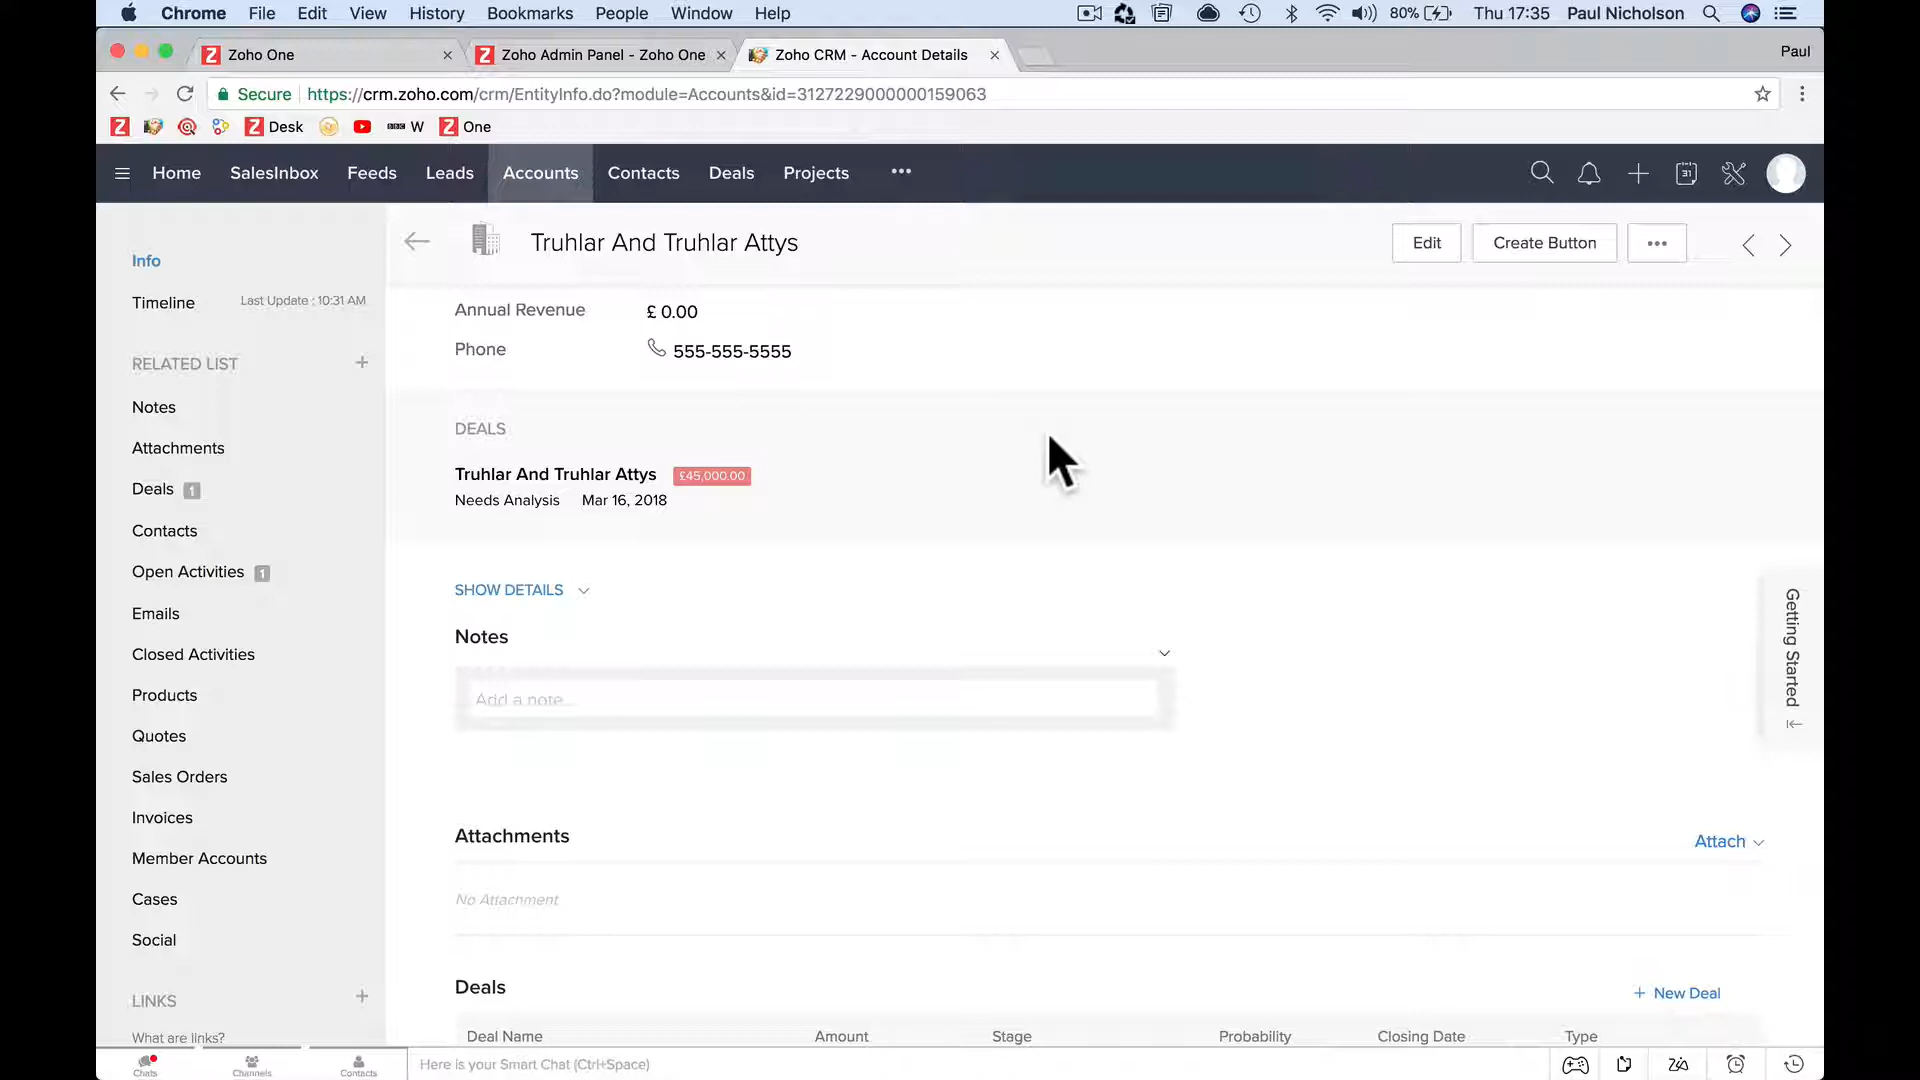 Chrome File Edit View History Bookmarks People Window Help 80% Thu 17:35 Paul Nicholson
Zoho One Zoho Admin Panel - Zoho One Zoho CRM - Account Details Paul
Secure https://crm.zoho.com/crm/EntityInfo.do?module=Accounts&id=3127229000000159063
Desk BBC W One
Home SalesInbox Feeds Leads Accounts Contacts Deals Projects ••• 31
Truhlar And Truhlar Attys Edit Create Button •••
Info
Timeline Last Update : 10:31 AM
RELATED LIST
Notes
Attachments
Deals 1
Contacts
Open Activities 1
Emails
Closed Activities
Products
Quotes
Sales Orders
Invoices
Member Accounts
Cases
Social
LINKS
What are links?
Annual Revenue £ 0.00
Phone 555-555-5555
DEALS
Truhlar And Truhlar Attys £45,000.00
Needs Analysis Mar 16, 2018
SHOW DETAILS
Notes
Add a note...
Attachments Attach
No Attachment
Deals + New Deal
Deal Name Amount Stage Probability Closing Date Type
Getting Started
Chats Channels Contacts Here is your Smart Chat (Ctrl+Space)